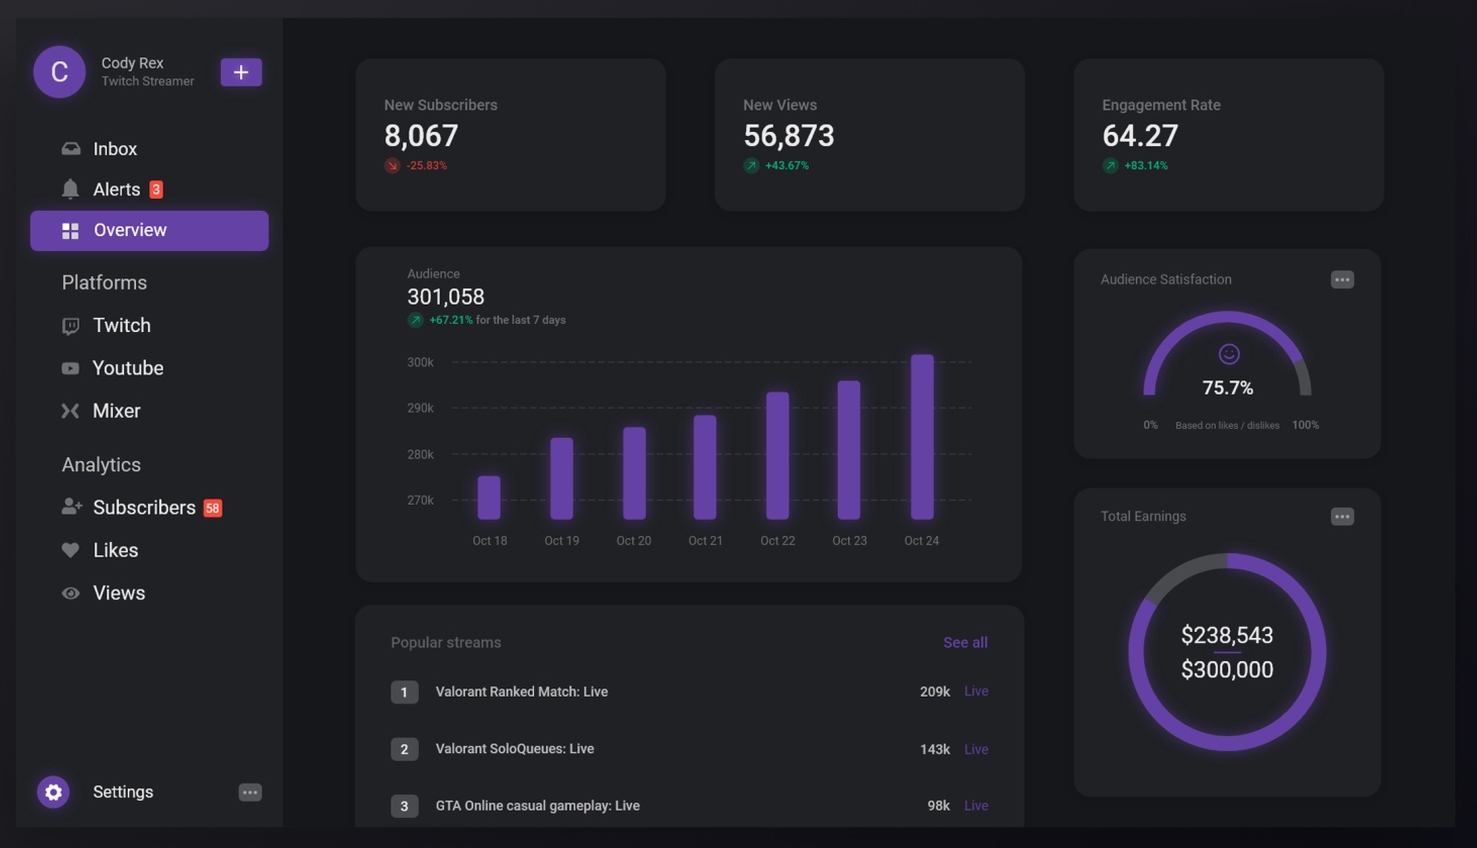 C
Cody Rex
Twitch Streamer
+
Inbox
Alerts 3
Overview
Platforms
Twitch
Youtube
Mixer
Analytics
Subscribers 58
Likes
Views
Settings
New Subscribers
8,067
-25.83%
New Views
56,873
+43.67%
Engagement Rate
64.27
+83.14%
Audience
301,058
+67.21% for the last 7 days
300k
290k
280k
270k
Oct 18 Oct 19 Oct 20 Oct 21 Oct 22 Oct 23 Oct 24
Audience Satisfaction
75.7%
0% Based on likes / dislikes 100%
Popular streams See all
1 Valorant Ranked Match: Live 209k Live
2 Valorant SoloQueues: Live 143k Live
3 GTA Online casual gameplay: Live 98k Live
Total Earnings
$238,543
$300,000